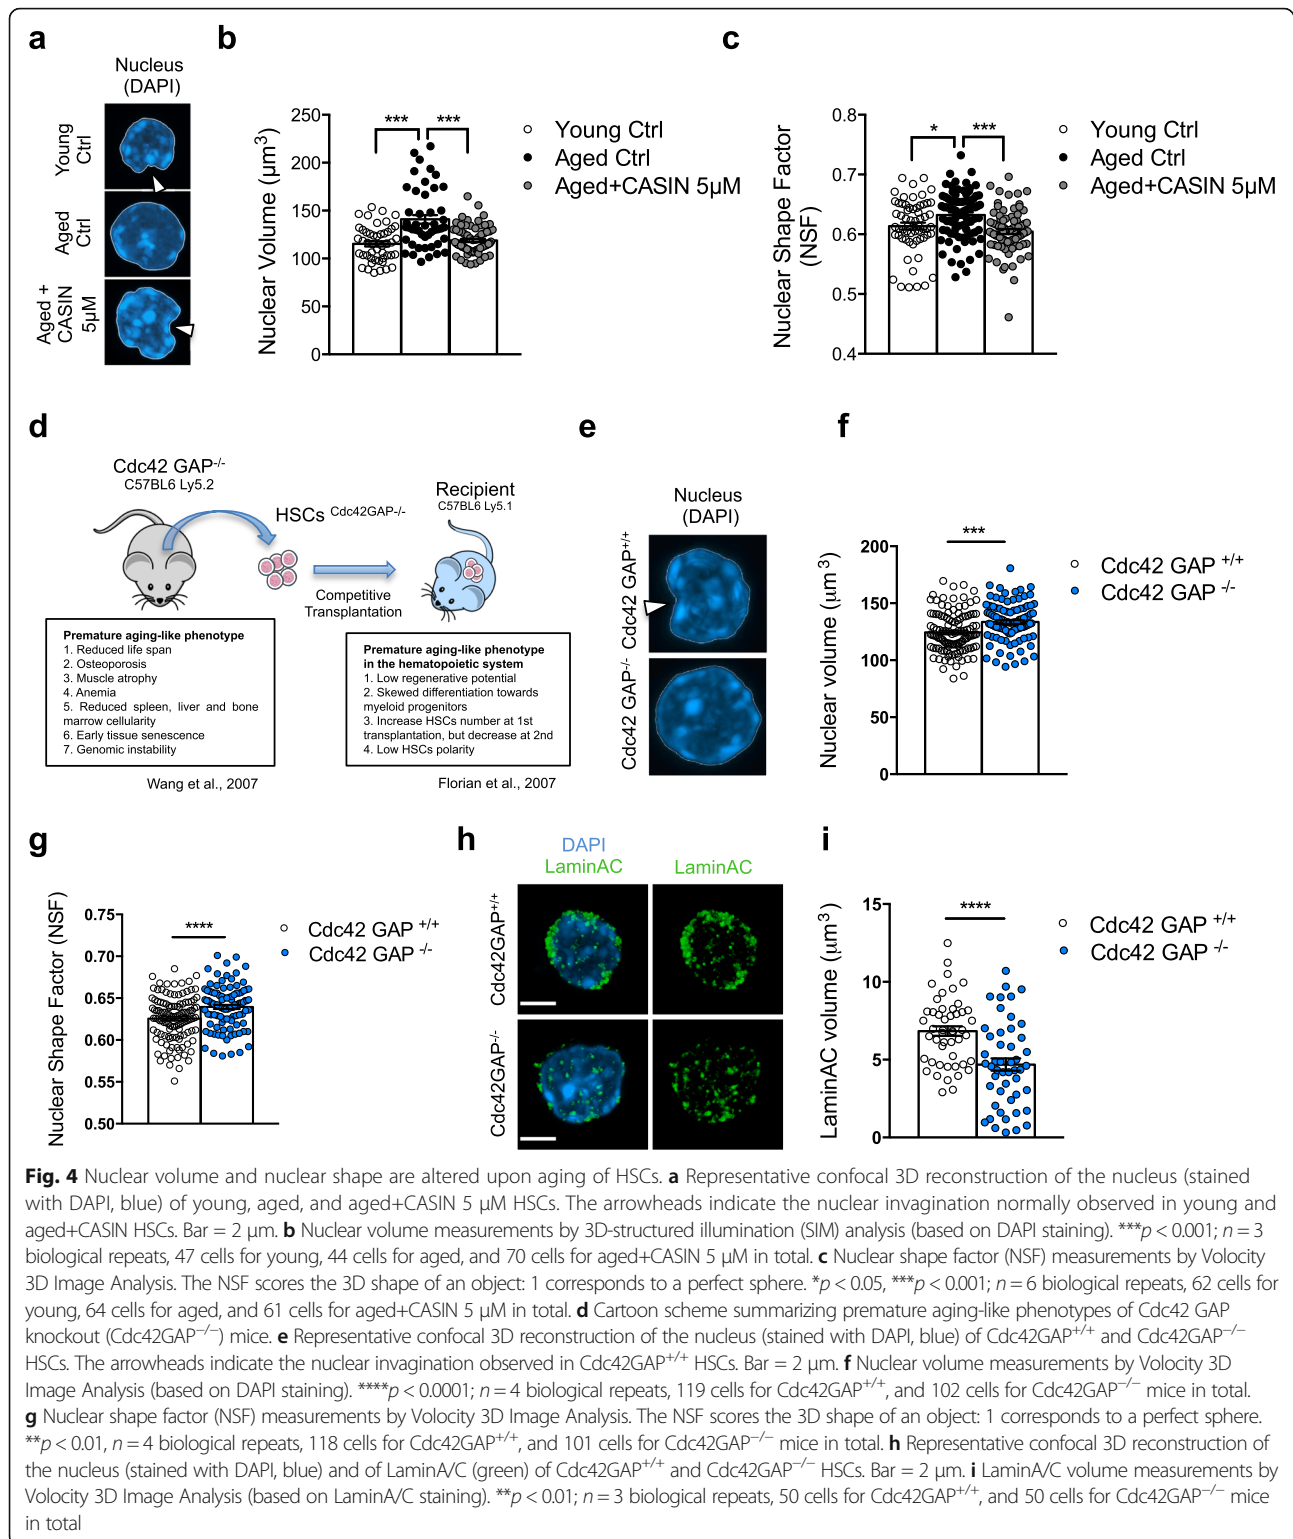 a
Nucleus
(DAPI)
Young
Ctrl
Aged
Ctrl
Aged +
CASIN
5µM
b
Nuclear Volume (µm³)
250
200
150
100
50
0
***
***
Young Ctrl
Aged Ctrl
Aged+CASIN 5µM
c
Nuclear Shape Factor
(NSF)
0.8
0.7
0.6
0.5
0.4
*
***
Young Ctrl
Aged Ctrl
Aged+CASIN 5µM
d
Cdc42 GAP-/-
C57BL6 Ly5.2
HSCs Cdc42GAP-/-
Recipient
C57BL6 Ly5.1
Competitive
Transplantation
Premature aging-like phenotype
1. Reduced life span
2. Osteoporosis
3. Muscle atrophy
4. Anemia
5. Reduced spleen, liver and bone
marrow cellularity
6. Early tissue senescence
7. Genomic instability
Wang et al., 2007
Premature aging-like phenotype
in the hematopoietic system
1. Low regenerative potential
2. Skewed differentiation towards
myeloid progenitors
3. Increase HSCs number at 1st
transplantation, but decrease at 2nd
4. Low HSCs polarity
Florian et al., 2007
e
Nucleus
(DAPI)
Cdc42 GAP+/+
Cdc42 GAP-/-
f
Nuclear volume (µm³)
200
150
100
50
0
***
Cdc42 GAP +/+
Cdc42 GAP -/-
g
Nuclear Shape Factor (NSF)
0.75
0.70
0.65
0.60
0.55
0.50
****
Cdc42 GAP +/+
Cdc42 GAP -/-
h
DAPI
LaminAC
LaminAC
Cdc42GAP+/+
Cdc42GAP-/-
i
LaminAC volume (µm³)
15
10
5
0
****
Cdc42 GAP +/+
Cdc42 GAP -/-
Fig. 4 Nuclear volume and nuclear shape are altered upon aging of HSCs. a Representative confocal 3D reconstruction of the nucleus (stained
with DAPI, blue) of young, aged, and aged+CASIN 5 µM HSCs. The arrowheads indicate the nuclear invagination normally observed in young and
aged+CASIN HSCs. Bar = 2 µm. b Nuclear volume measurements by 3D-structured illumination (SIM) analysis (based on DAPI staining). ***p < 0.001; n = 3
biological repeats, 47 cells for young, 44 cells for aged, and 70 cells for aged+CASIN 5 µM in total. c Nuclear shape factor (NSF) measurements by Volocity
3D Image Analysis. The NSF scores the 3D shape of an object: 1 corresponds to a perfect sphere. *p < 0.05, ***p < 0.001; n = 6 biological repeats, 62 cells for
young, 64 cells for aged, and 61 cells for aged+CASIN 5 µM in total. d Cartoon scheme summarizing premature aging-like phenotypes of Cdc42 GAP
knockout (Cdc42GAP−/−) mice. e Representative confocal 3D reconstruction of the nucleus (stained with DAPI, blue) of Cdc42GAP+/+ and Cdc42GAP−/−
HSCs. The arrowheads indicate the nuclear invagination observed in Cdc42GAP+/+ HSCs. Bar = 2 µm. f Nuclear volume measurements by Volocity 3D
Image Analysis (based on DAPI staining). ****p < 0.0001; n = 4 biological repeats, 119 cells for Cdc42GAP+/+, and 102 cells for Cdc42GAP−/− mice in total.
g Nuclear shape factor (NSF) measurements by Volocity 3D Image Analysis. The NSF scores the 3D shape of an object: 1 corresponds to a perfect sphere.
**p < 0.01, n = 4 biological repeats, 118 cells for Cdc42GAP+/+, and 101 cells for Cdc42GAP−/− mice in total. h Representative confocal 3D reconstruction of
the nucleus (stained with DAPI, blue) and of LaminA/C (green) of Cdc42GAP+/+ and Cdc42GAP−/− HSCs. Bar = 2 µm. i LaminA/C volume measurements by
Volocity 3D Image Analysis (based on LaminA/C staining). **p < 0.01; n = 3 biological repeats, 50 cells for Cdc42GAP+/+, and 50 cells for Cdc42GAP−/− mice
in total